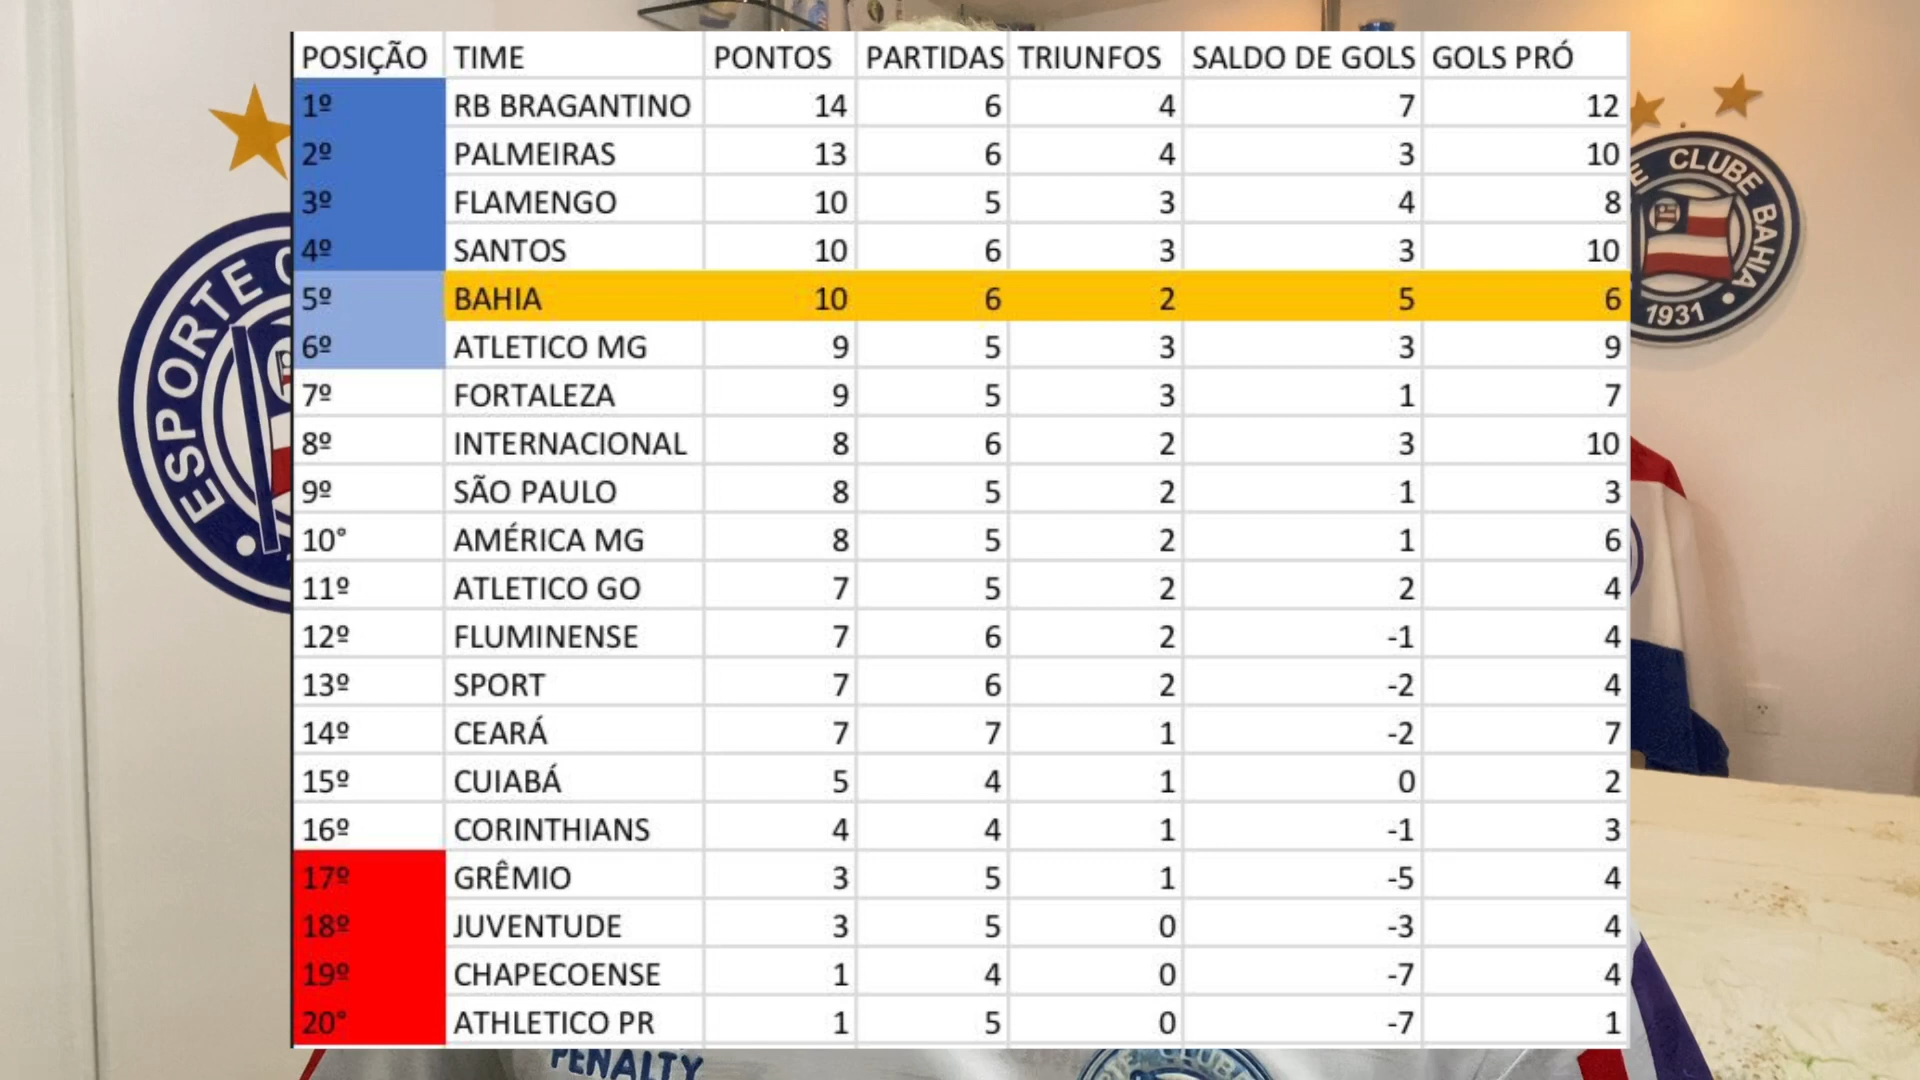 POSIÇÃO TIME PONTOS PARTIDAS TRIUNFOS SALDO DE GOLS GOLS PRÓ
1º RB BRAGANTINO 14 6 4 7 12
2º PALMEIRAS 13 6 4 3 10
3º FLAMENGO 10 5 3 4 8
4º SANTOS 10 6 3 3 10
5º BAHIA 10 6 2 5 6
6º ATLETICO MG 9 5 3 3 9
7º FORTALEZA 9 5 3 1 7
8º INTERNACIONAL 8 6 2 3 10
9º SÃO PAULO 8 5 2 1 3
10° AMÉRICA MG 8 5 2 1 6
11º ATLETICO GO 7 5 2 2 4
12º FLUMINENSE 7 6 2 -1 4
13º SPORT 7 6 2 -2 4
14º CEARÁ 7 7 1 -2 7
15º CUIABÁ 5 4 1 0 2
16º CORINTHIANS 4 4 1 -1 3
17º GRÊMIO 3 5 1 -5 4
18º JUVENTUDE 3 5 0 -3 4
19º CHAPECOENSE 1 4 0 -7 4
20° ATHLETICO PR 1 5 0 -7 1
ESPORTE
CLUBE BAHIA
1931
PENALTY